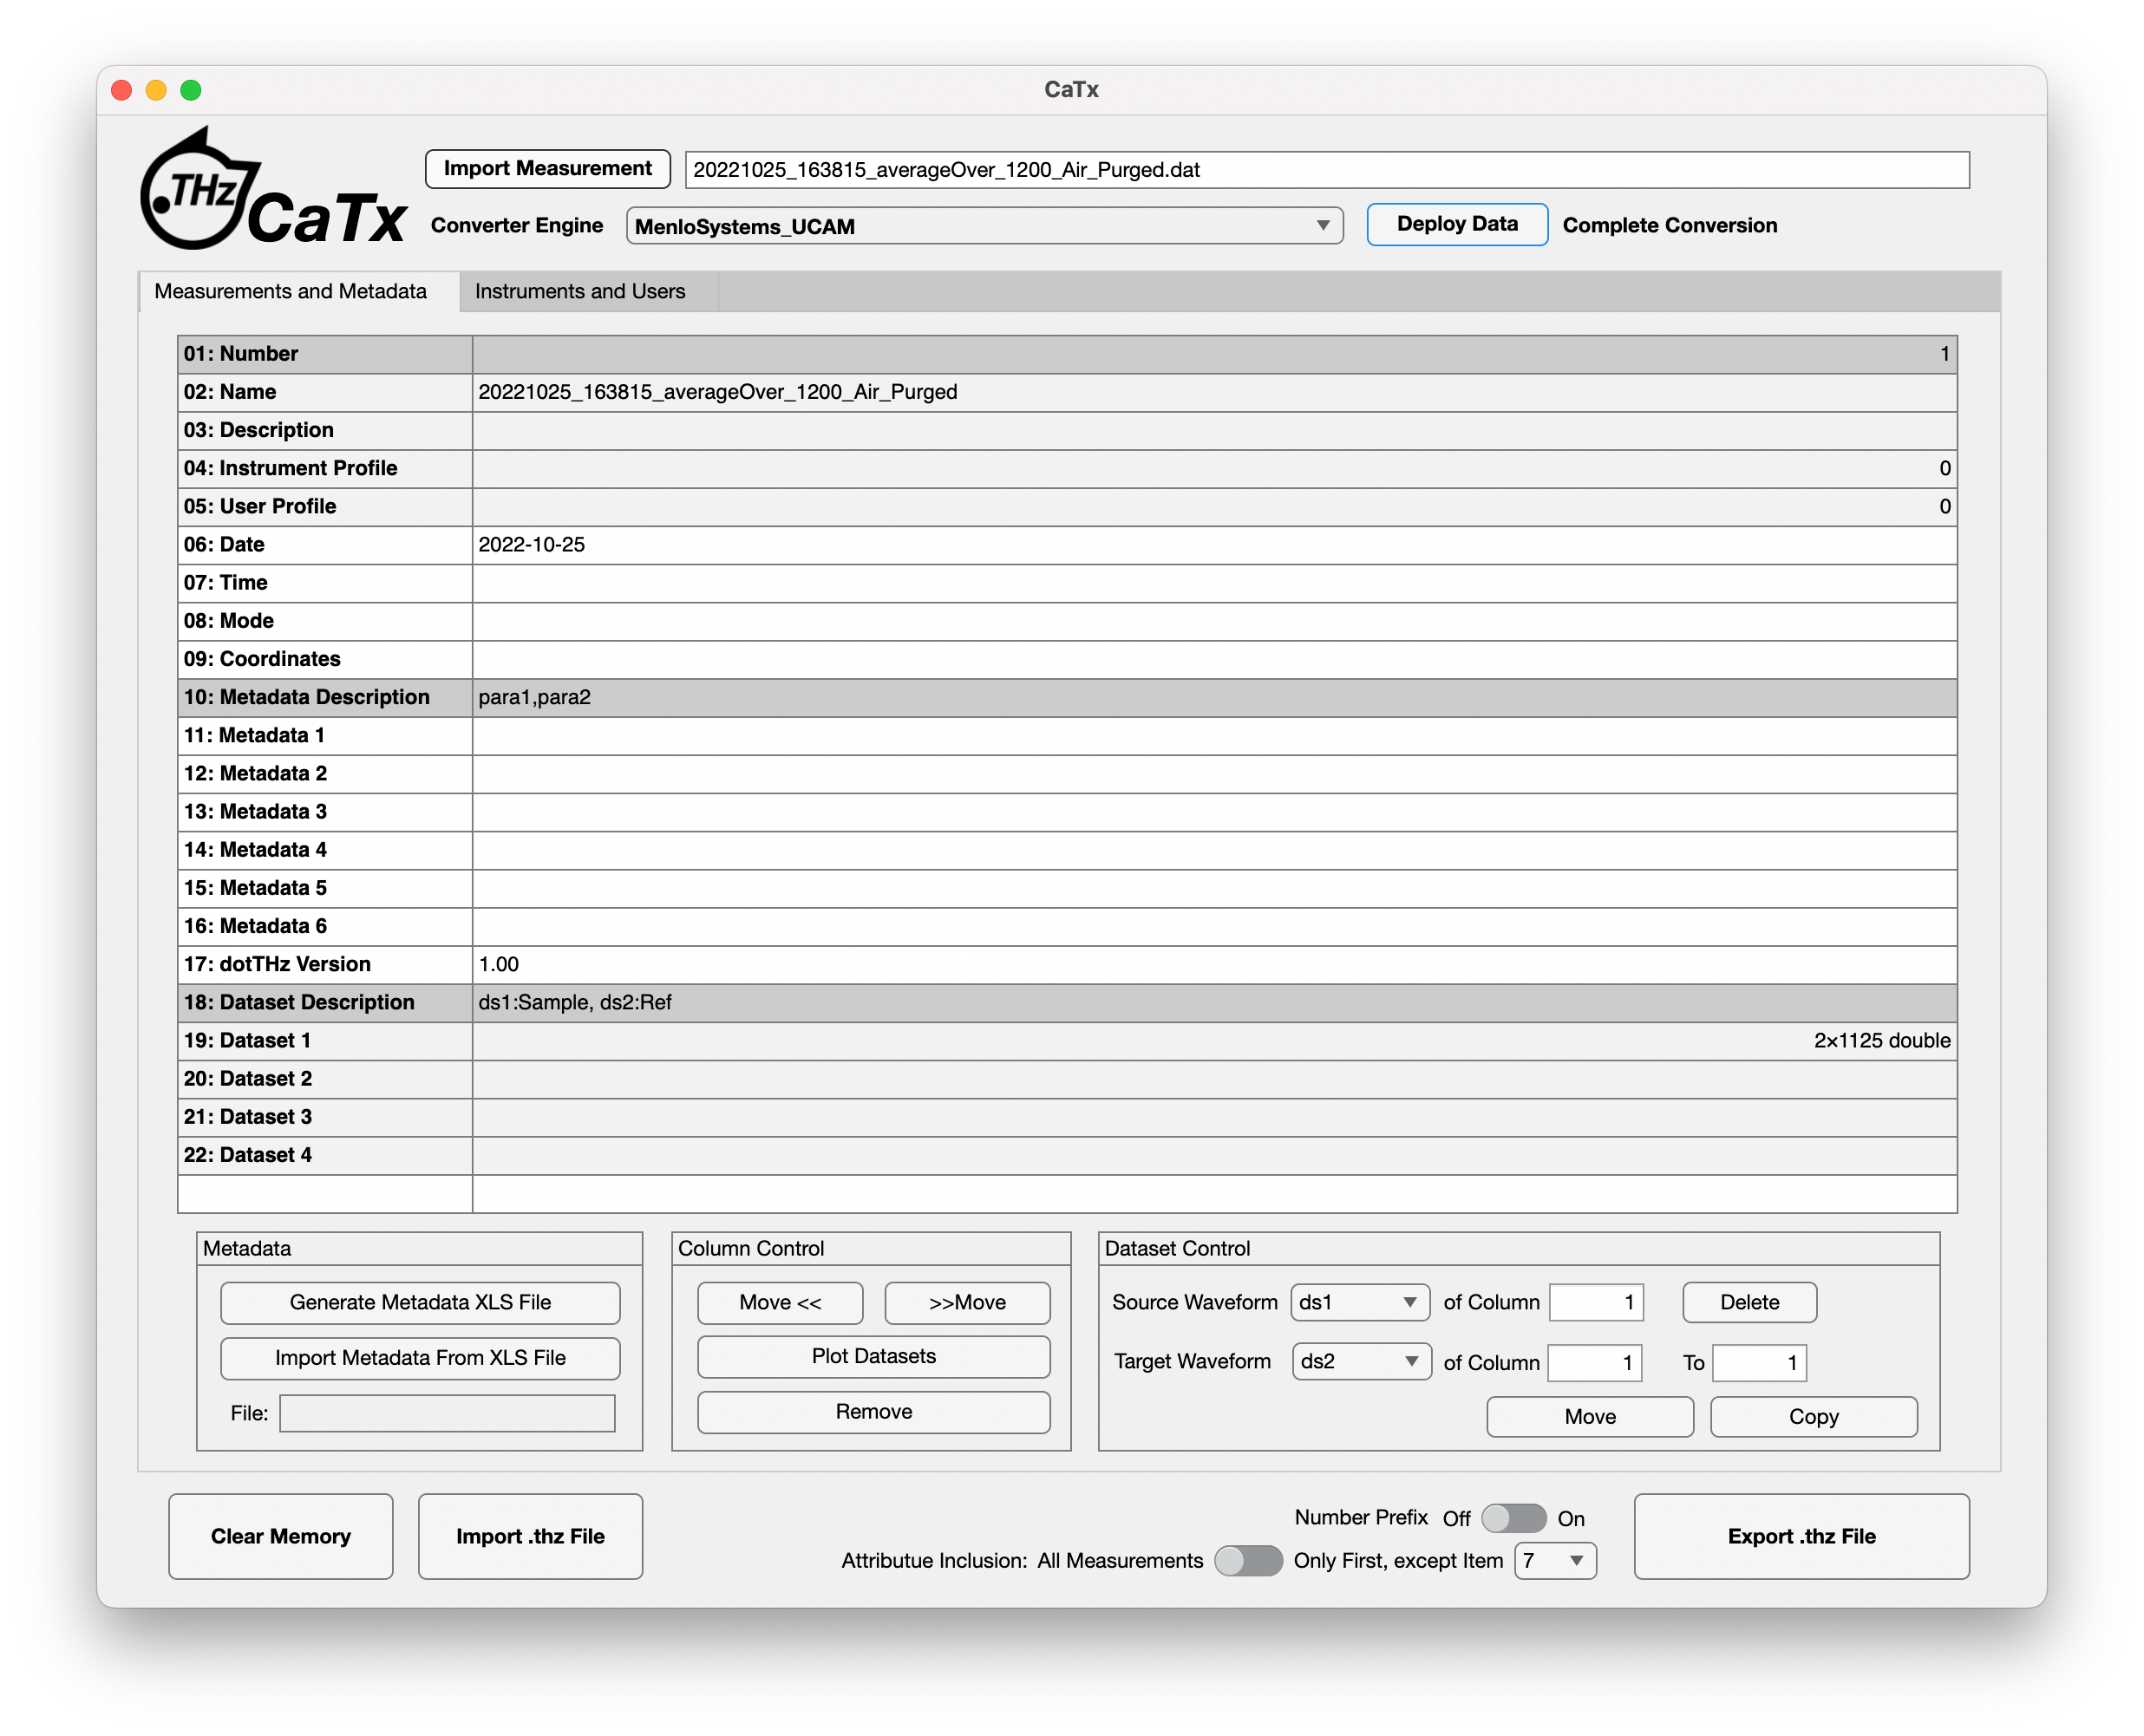 CaTx
.THz CaTx
Import Measurement 20221025_163815_averageOver_1200_Air_Purged.dat
Converter Engine MenloSystems_UCAM Deploy Data Complete Conversion
Measurements and Metadata Instruments and Users
01: Number 1
02: Name 20221025_163815_averageOver_1200_Air_Purged
03: Description
04: Instrument Profile 0
05: User Profile 0
06: Date 2022-10-25
07: Time
08: Mode
09: Coordinates
10: Metadata Description para1,para2
11: Metadata 1
12: Metadata 2
13: Metadata 3
14: Metadata 4
15: Metadata 5
16: Metadata 6
17: dotTHz Version 1.00
18: Dataset Description ds1:Sample, ds2:Ref
19: Dataset 1 2×1125 double
20: Dataset 2
21: Dataset 3
22: Dataset 4
Metadata
Generate Metadata XLS File
Import Metadata From XLS File
File:
Column Control
Move << >>Move
Plot Datasets
Remove
Dataset Control
Source Waveform ds1 of Column 1 Delete
Target Waveform ds2 of Column 1 To 1
Move Copy
Clear Memory Import .thz File
Number Prefix Off On
Attributue Inclusion: All Measurements Only First, except Item 7
Export .thz File